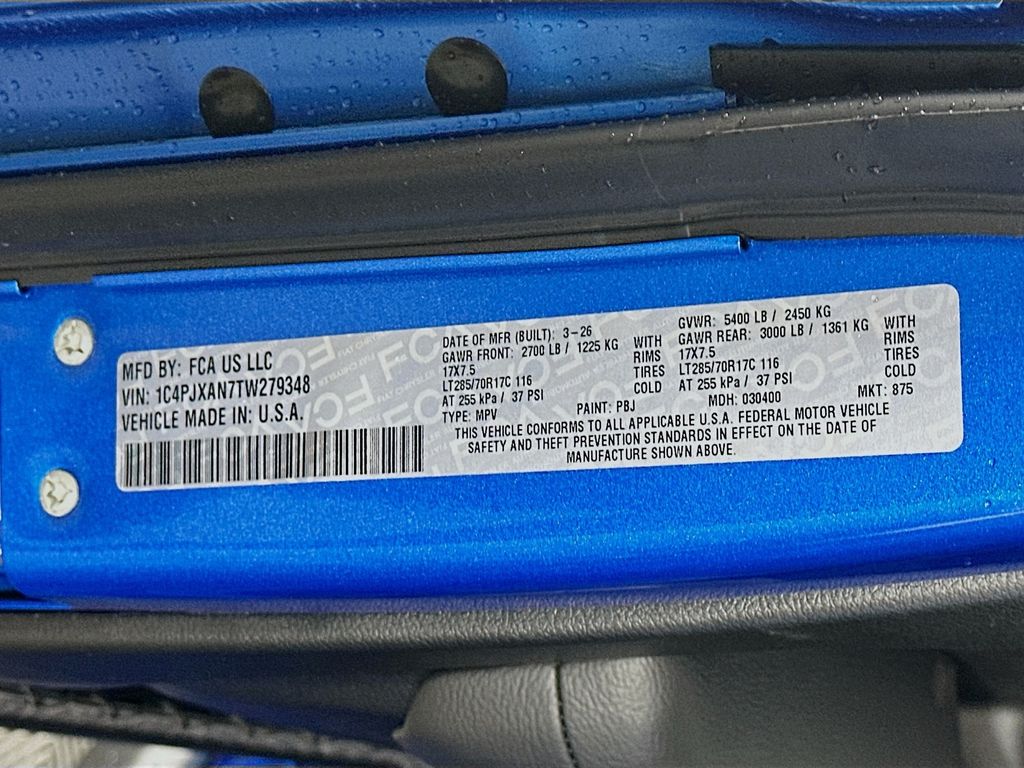 MFD BY: FCA US LLC
VIN: 1C4PJXAN7TW279348
VEHICLE MADE IN: U.S.A.
DATE OF MFR (BUILT): 3-26
GAWR FRONT: 2700 LB / 1225 KG WITH
17X7.5 RIMS
LT285/70R17C 116 TIRES
AT 255 kPa / 37 PSI COLD
GVWR: 5400 LB / 2450 KG
GAWR REAR: 3000 LB / 1361 KG WITH
17X7.5 RIMS
LT285/70R17C 116 TIRES
AT 255 kPa / 37 PSI COLD
TYPE: MPV PAINT: PBJ MDH: 030400 MKT: 875
THIS VEHICLE CONFORMS TO ALL APPLICABLE U.S.A. FEDERAL MOTOR VEHICLE
SAFETY AND THEFT PREVENTION STANDARDS IN EFFECT ON THE DATE OF
MANUFACTURE SHOWN ABOVE.